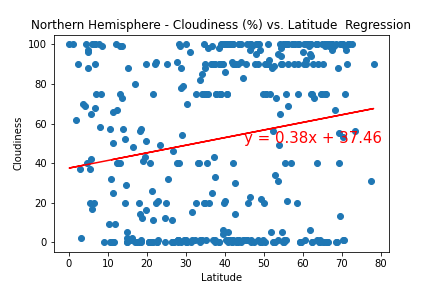 Northern Hemisphere - Cloudiness (%) vs. Latitude  Regression
100
80
60
40
20
0
Cloudiness
y = 0.38x + 37.46
0 10 20 30 40 50 60 70 80
Latitude